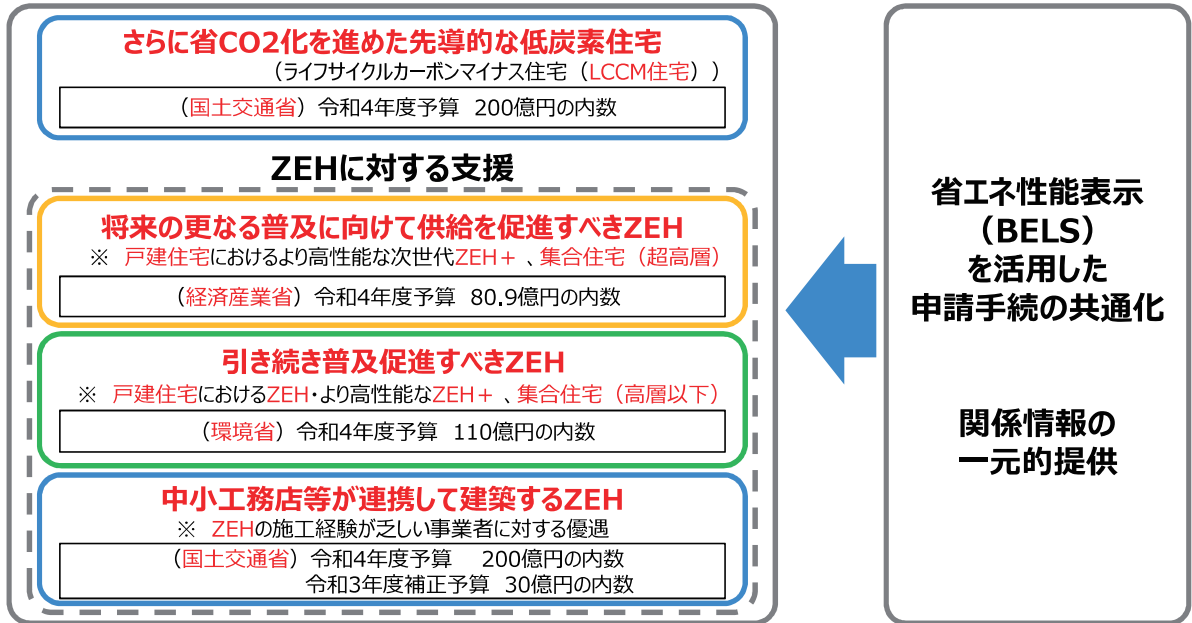 さらに省CO2化を進めた先導的な低炭素住宅
（ライフサイクルカーボンマイナス住宅（LCCM住宅））
（国土交通省）令和4年度予算 200億円の内数
ZEHに対する支援
将来の更なる普及に向けて供給を促進すべきZEH
※ 戸建住宅におけるより高性能な次世代ZEH＋、集合住宅（超高層）
（経済産業省）令和4年度予算 80.9億円の内数
引き続き普及促進すべきZEH
※ 戸建住宅におけるZEH・より高性能なZEH＋、集合住宅（高層以下）
（環境省）令和4年度予算 110億円の内数
中小工務店等が連携して建築するZEH
※ ZEHの施工経験が乏しい事業者に対する優遇
（国土交通省）令和4年度予算 200億円の内数
令和3年度補正予算 30億円の内数
省エネ性能表示
（BELS）
を活用した
申請手続の共通化
関係情報の
一元的提供